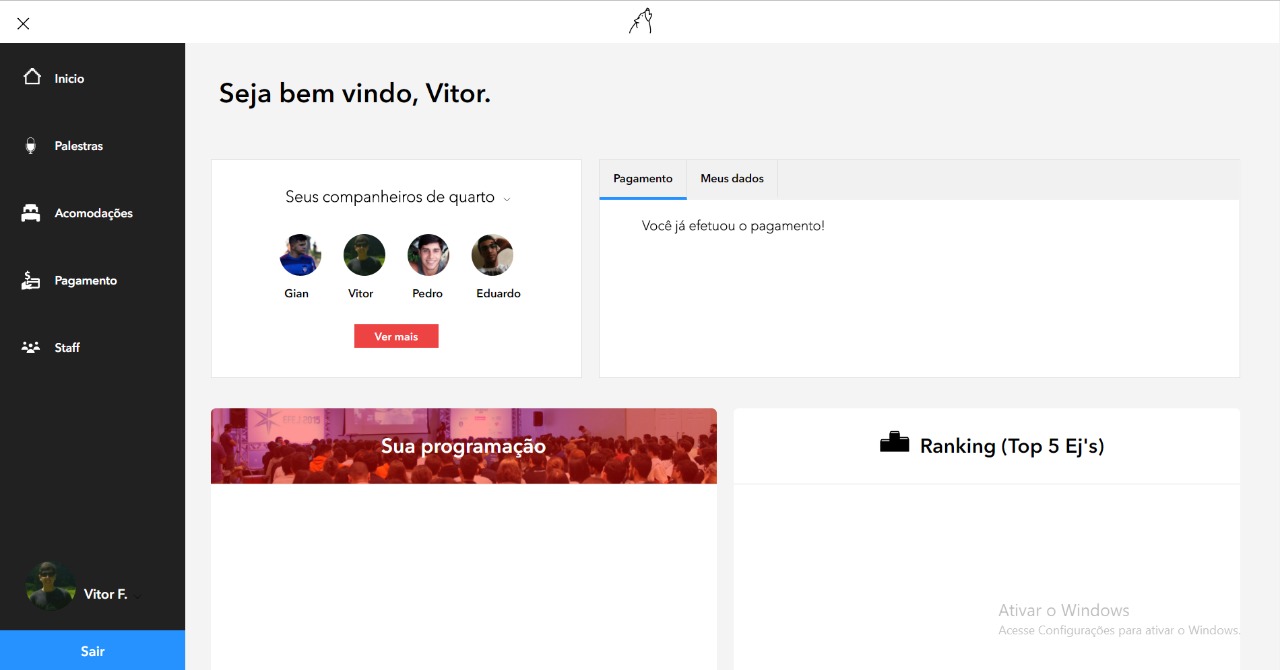 Seja bem vindo, Vitor.
Inicio
Palestras
Acomodações
Pagamento
Staff
Vitor F.
Sair
Seus companheiros de quarto
Gian
Vitor
Pedro
Eduardo
Ver mais
Pagamento
Meus dados
Você já efetuou o pagamento!
Sua programação
Ranking (Top 5 Ej's)
Ativar o Windows
Acesse Configurações para ativar o Windows.